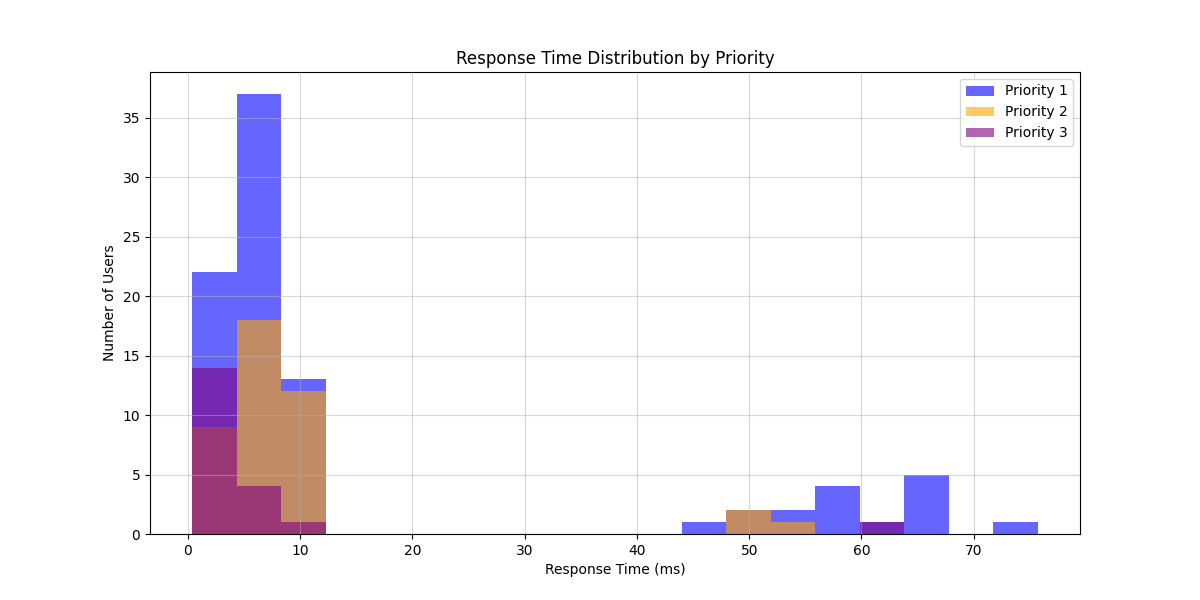 Response Time Distribution by Priority
Priority 1
Priority 2
Priority 3
Number of Users
35
30
25
20
15
10
5
0
0 10 20 30 40 50 60 70
Response Time (ms)